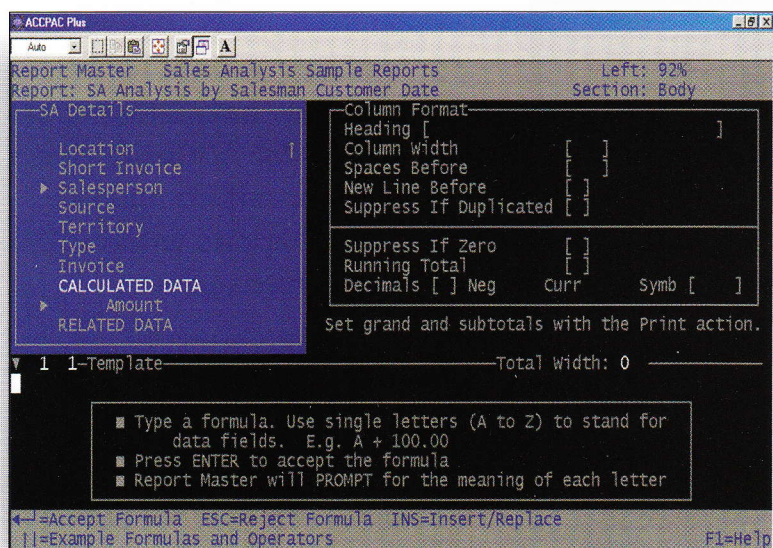 ACCPAC Plus
Auto
A
Report Master Sales Analysis Sample Reports Left: 92%
Report: SA Analysis by Salesman Customer Date Section: Body
SA Details
Location
Short Invoice
Salesperson
Source
Territory
Type
Invoice
CALCULATED DATA
Amount
RELATED DATA
Column Format
Heading [ ]
Column Width [ ]
Spaces Before [ ]
New Line Before [ ]
Suppress If Duplicated [ ]
Suppress If Zero [ ]
Running Total [ ]
Decimals [ ] Neg Curr Symb [ ]
Set grand and subtotals with the Print action.
1 1-Template Total Width: 0
Type a formula. Use single letters (A to Z) to stand for
data fields. E.g. A + 100.00
Press ENTER to accept the formula
Report Master will PROMPT for the meaning of each letter
=Accept Formula ESC=Reject Formula INS=Insert/Replace
||=Example Formulas and Operators F1=Help